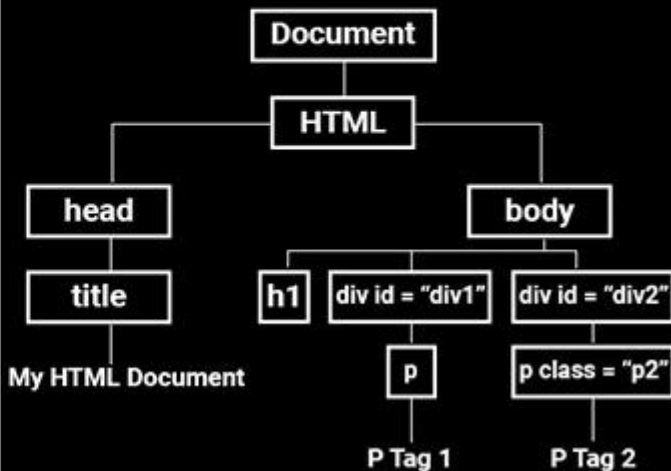 Document
HTML
head
body
title
h1
div id = “div1”
div id = “div2”
My HTML Document
p
p class = “p2”
P Tag 1
P Tag 2